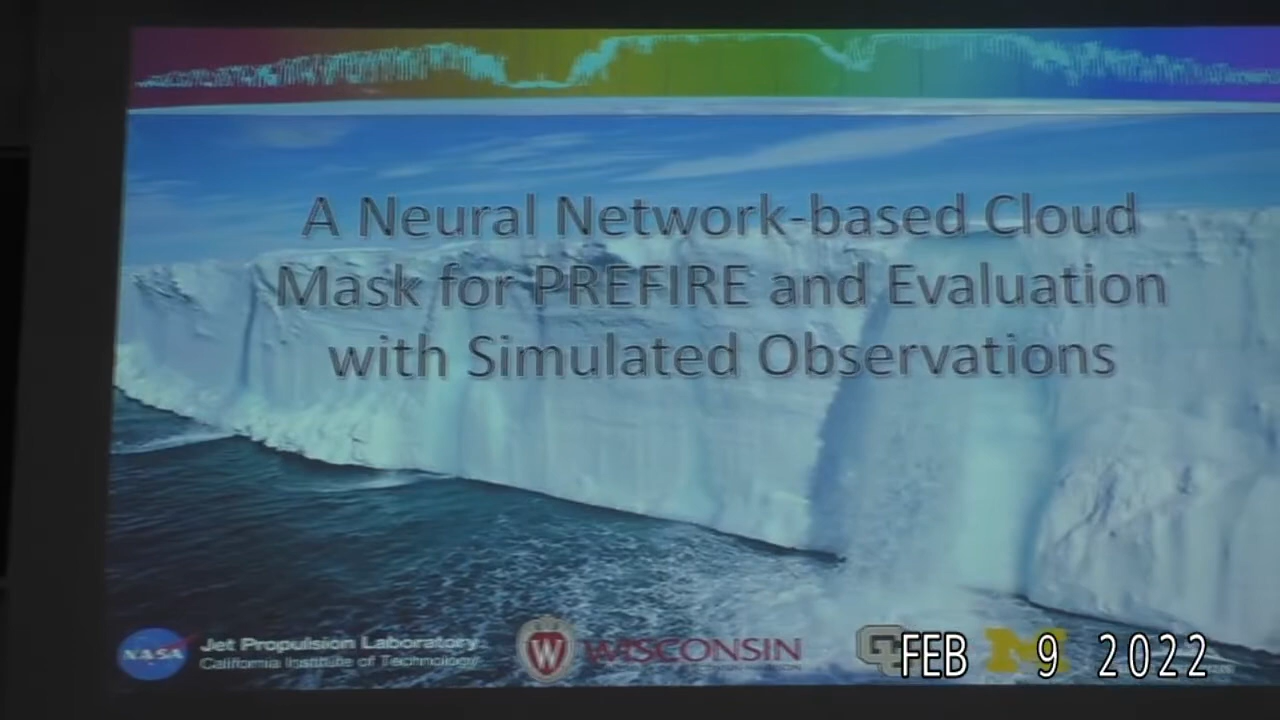 A Neural Network-based Cloud
Mask for PREFIRE and Evaluation
with Simulated Observations
NASA
Jet Propulsion Laboratory
California Institute of Technology
W
WISCONSIN
M
FEB 9 2022